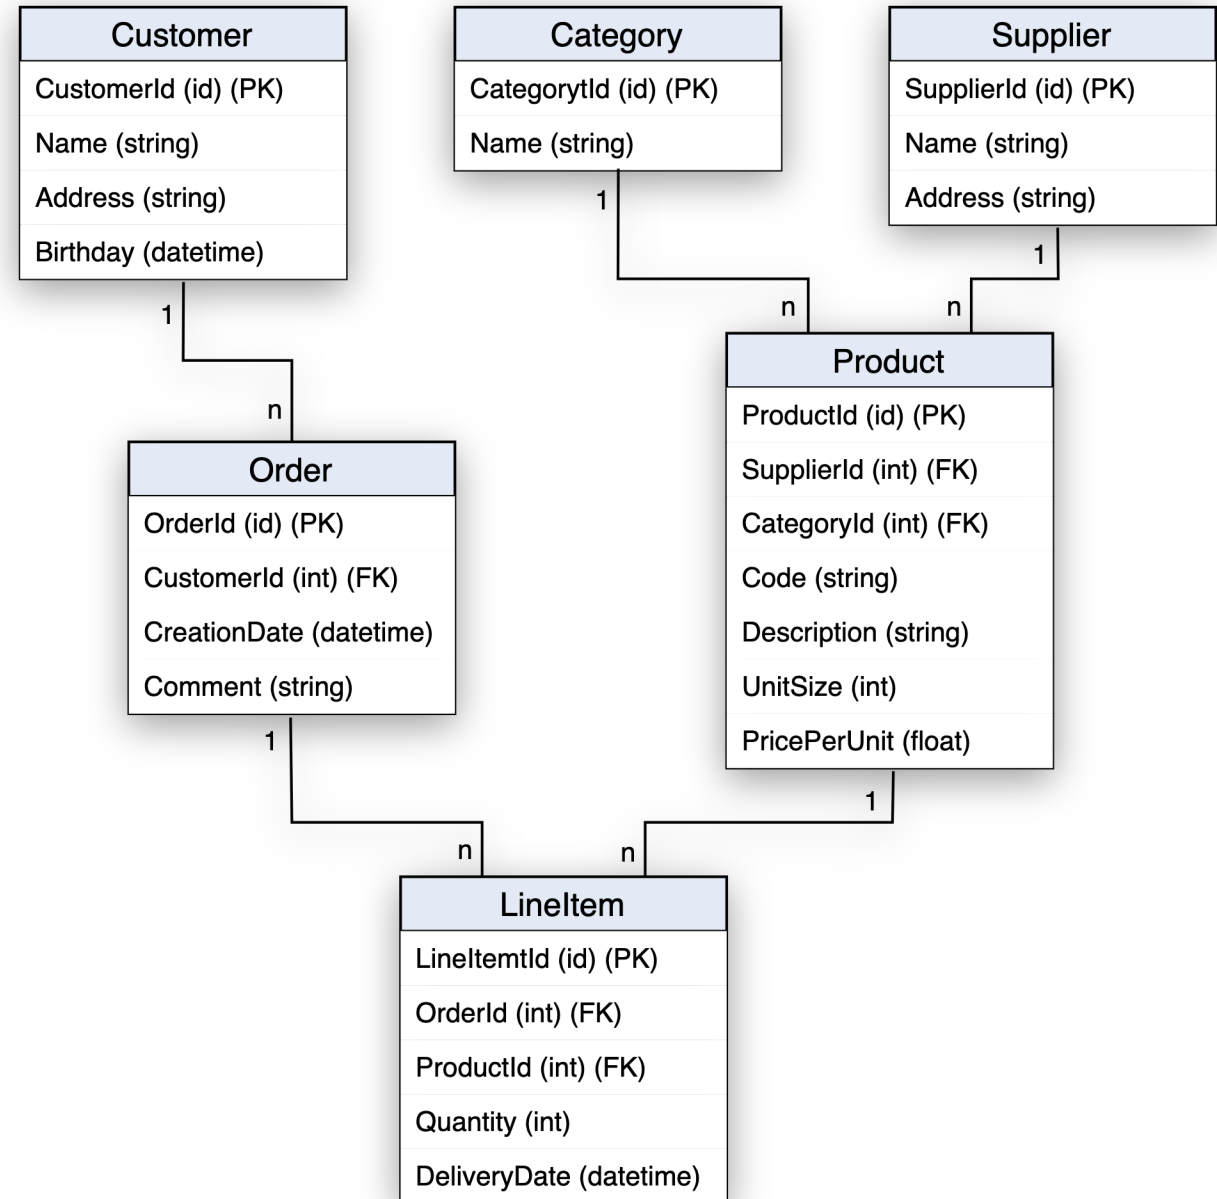 Customer
CustomerId (id) (PK)
Name (string)
Address (string)
Birthday (datetime)
1
n
Category
CategorytId (id) (PK)
Name (string)
1
n
Supplier
SupplierId (id) (PK)
Name (string)
Address (string)
1
n
Order
OrderId (id) (PK)
CustomerId (int) (FK)
CreationDate (datetime)
Comment (string)
1
n
Product
ProductId (id) (PK)
SupplierId (int) (FK)
CategoryId (int) (FK)
Code (string)
Description (string)
UnitSize (int)
PricePerUnit (float)
1
n
LineItem
LineItemtId (id) (PK)
OrderId (int) (FK)
ProductId (int) (FK)
Quantity (int)
DeliveryDate (datetime)